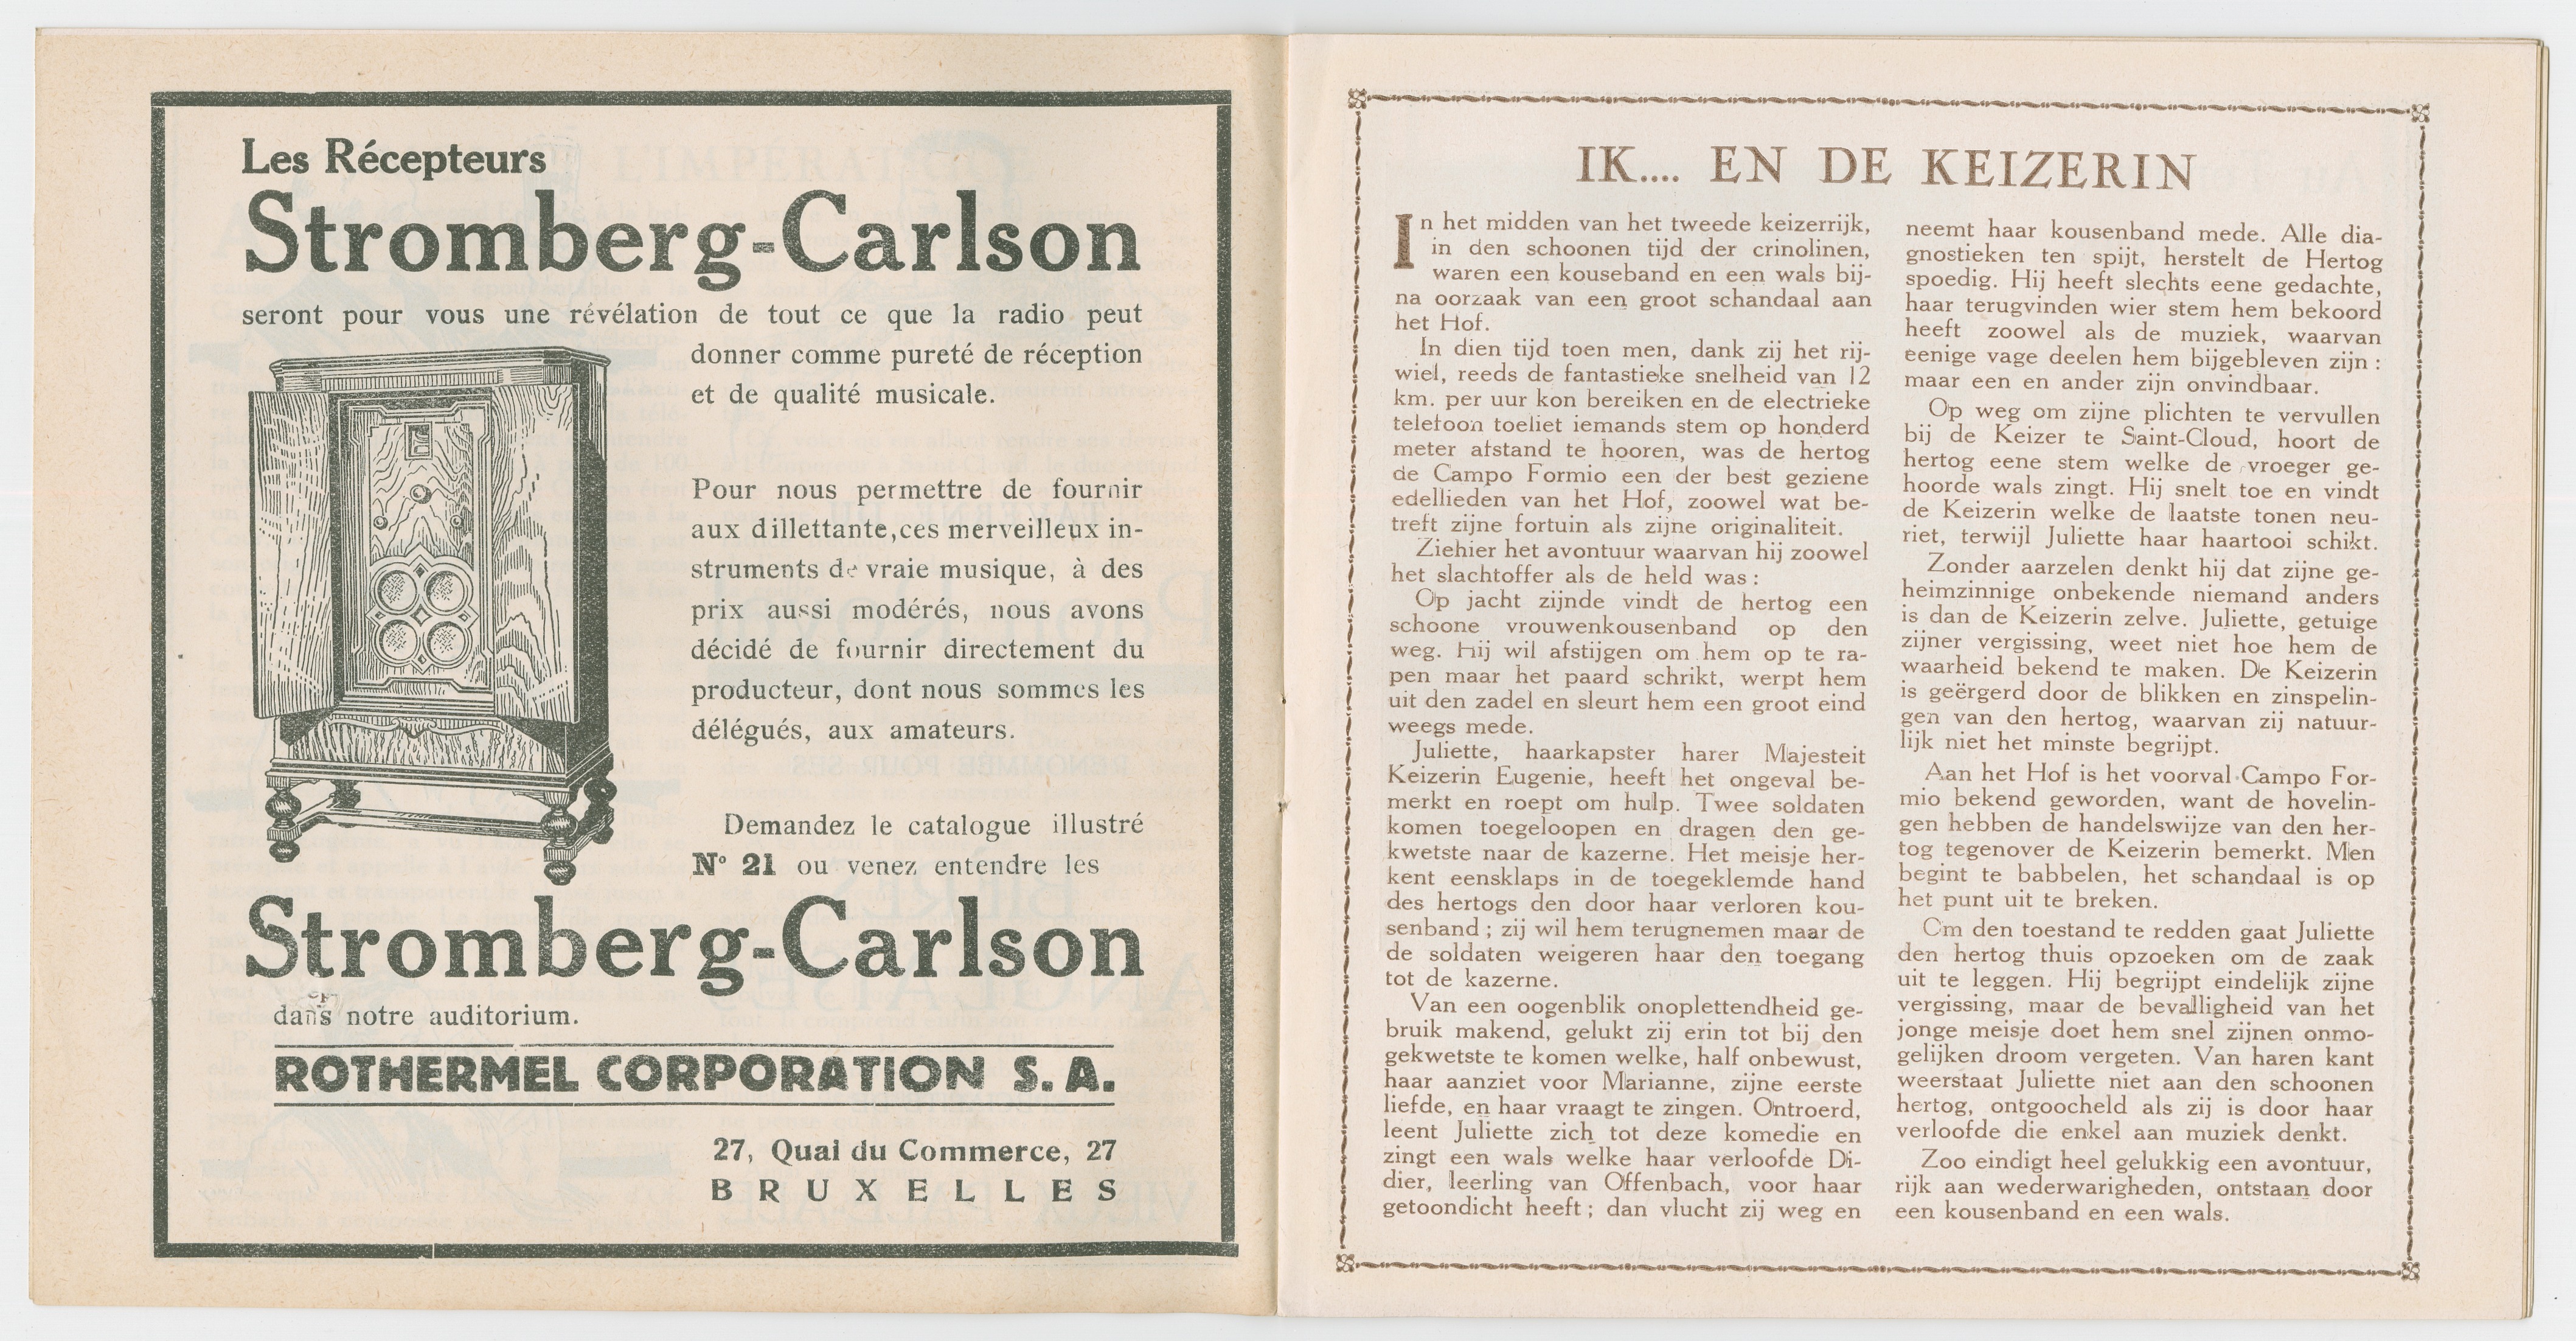 Les Récepteurs
Stromberg-Carlson
seront pour vous une révélation de tout ce que la radio peut
donner comme pureté de réception
et de qualité musicale.
Pour nous permettre de fournir
aux dillettante,ces merveilleux in-
struments de vraie musique, à des
prix aussi modérés, nous avons
décidé de fournir directement du
producteur, dont nous sommes les
délégués, aux amateurs.
Demandez le catalogue illustré
Nº 21 ou venez entendre les
Stromberg-Carlson
dans notre auditorium.
ROTHERMEL CORPORATION S. A.
27, Quai du Commerce, 27
BRUXELLES
IK.... EN DE KEIZERIN
In het midden van het tweede keizerrijk,
in den schoonen tijd der crinolinen,
waren een kouseband en een wals bij-
na oorzaak van een groot schandaal aan
het Hof.
In dien tijd toen men, dank zij het rij-
wiel, reeds de fantastieke snelheid van 12
km. per uur kon bereiken en de electrieke
telefoon toeliet iemands stem op honderd
meter afstand te hooren, was de hertog
de Campo Formio een der best geziene
edellieden van het Hof, zoowel wat be-
treft zijne fortuin als zijne originaliteit.
Ziehier het avontuur waarvan hij zoowel
het slachtoffer als de held was :
Op jacht zijnde vindt de hertog een
schoone vrouwenkousenband op den
weg. Hij wil afstijgen om hem op te ra-
pen maar het paard schrikt, werpt hem
uit den zadel en sleurt hem een groot eind
weegs mede.
Juliette, haarkapster harer Majesteit
Keizerin Eugenie, heeft het ongeval be-
merkt en roept om hulp. Twee soldaten
komen toegeloopen en dragen den ge-
kwetste naar de kazerne. Het meisje her-
kent eensklaps in de toegeklemde hand
des hertogs den door haar verloren kou-
senband ; zij wil hem terugnemen maar de
de soldaten weigeren haar den toegang
tot de kazerne.
Van een oogenblik onoplettendheid ge-
bruik makend, gelukt zij erin tot bij den
gekwetste te komen welke, half onbewust,
haar aanziet voor Marianne, zijne eerste
liefde, en haar vraagt te zingen. Ontroerd,
leent Juliette zich tot deze komedie en
zingt een wals welke haar verloofde Di-
dier, leerling van Offenbach, voor haar
getoondicht heeft ; dan vlucht zij weg en
neemt haar kousenband mede. Alle dia-
gnostieken ten spijt, herstelt de Hertog
spoedig. Hij heeft slechts eene gedachte,
haar terugvinden wier stem hem bekoord
heeft zoowel als de muziek, waarvan
eenige vage deelen hem bijgebleven zijn :
maar een en ander zijn onvindbaar.
Op weg om zijne plichten te vervullen
bij de Keizer te Saint-Cloud, hoort de
hertog eene stem welke de vroeger ge-
hoorde wals zingt. Hij snelt toe en vindt
de Keizerin welke de laatste tonen neu-
riet, terwijl Juliette haar haartooi schikt.
Zonder aarzelen denkt hij dat zijne ge-
heimzinnige onbekende niemand anders
is dan de Keizerin zelve. Juliette, getuige
zijner vergissing, weet niet hoe hem de
waarheid bekend te maken. De Keizerin
is geërgerd door de blikken en zinspelin-
gen van den hertog, waarvan zij natuur-
lijk niet het minste begrijpt.
Aan het Hof is het voorval Campo For-
mio bekend geworden, want de hovelin-
gen hebben de handelswijze van den her-
tog tegenover de Keizerin bemerkt. Men
begint te babbelen, het schandaal is op
het punt uit te breken.
Om den toestand te redden gaat Juliette
den hertog thuis opzoeken om de zaak
uit te leggen. Hij begrijpt eindelijk zijne
vergissing, maar de bevalligheid van het
jonge meisje doet hem snel zijnen onmo-
gelijken droom vergeten. Van haren kant
weerstaat Juliette niet aan den schoonen
hertog, ontgoocheld als zij is door haar
verloofde die enkel aan muziek denkt.
Zoo eindigt heel gelukkig een avontuur,
rijk aan wederwarigheden, ontstaan door
een kousenband en een wals.